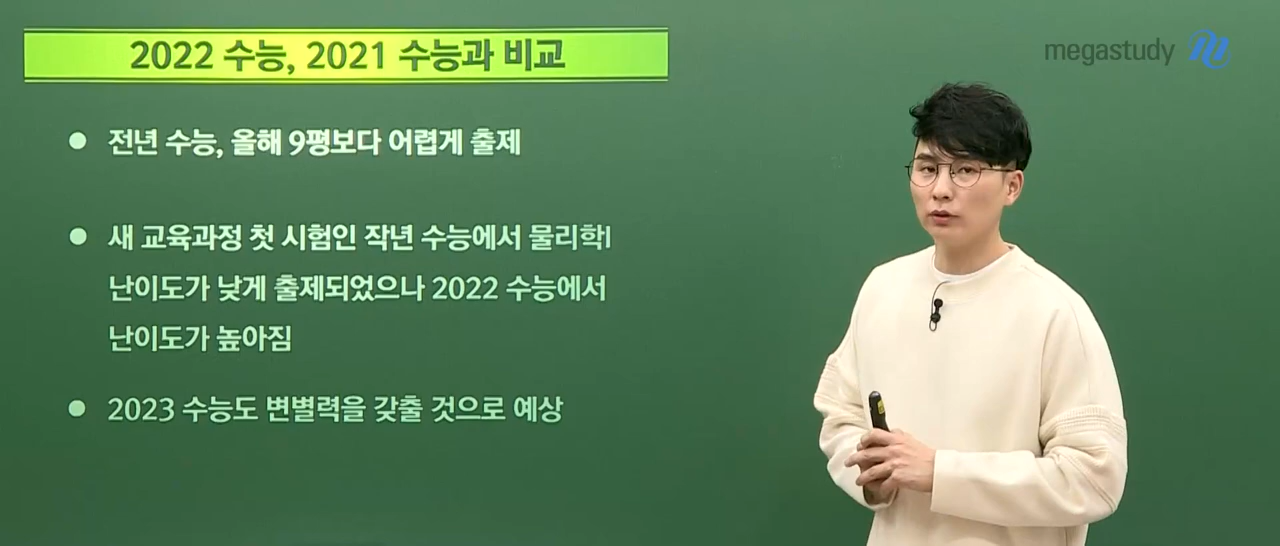 2022 수능, 2021 수능과 비교
megastudy
● 전년 수능, 올해 9평보다 어렵게 출제
● 새 교육과정 첫 시험인 작년 수능에서 물리학I
난이도가 낮게 출제되었으나 2022 수능에서
난이도가 높아짐
● 2023 수능도 변별력을 갖출 것으로 예상